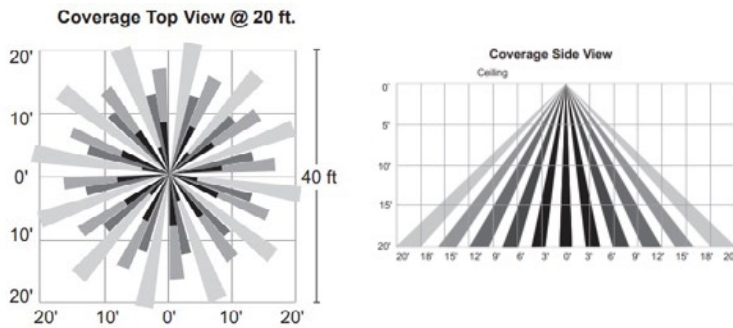 Coverage Top View @ 20 ft.
20'
10'
0'
10'
20'
20' 10' 0' 10' 20'
40 ft
Coverage Side View
Ceiling
0'
5'
10'
15'
20'
20' 18' 15' 12' 9' 6' 3' 0' 3' 6' 9' 12' 15' 18' 20'